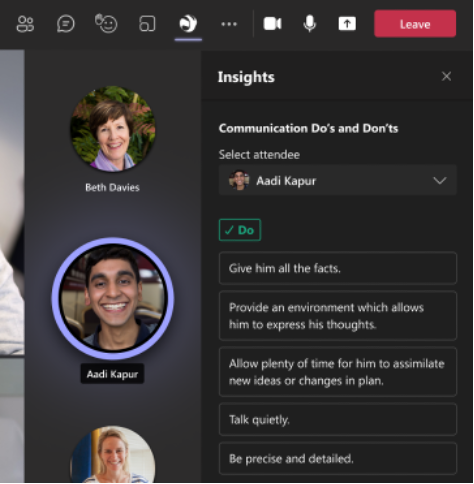 Leave
Insights
Communication Do's and Don'ts
Select attendee
Beth Davies
Aadi Kapur
✓ Do
Give him all the facts.
Provide an environment which allows
him to express his thoughts.
Allow plenty of time for him to assimilate
new ideas or changes in plan.
Aadi Kapur
Talk quietly.
Be precise and detailed.